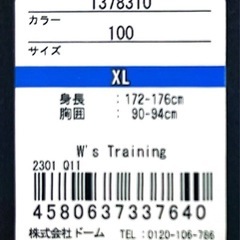 1378310
カラー
100
サイズ
XL
身長 : 172-176cm
胸囲 : 90-94cm
W's Training
2301 Q11
4580637337640
株式会社ドーム TEL:0120-106-786